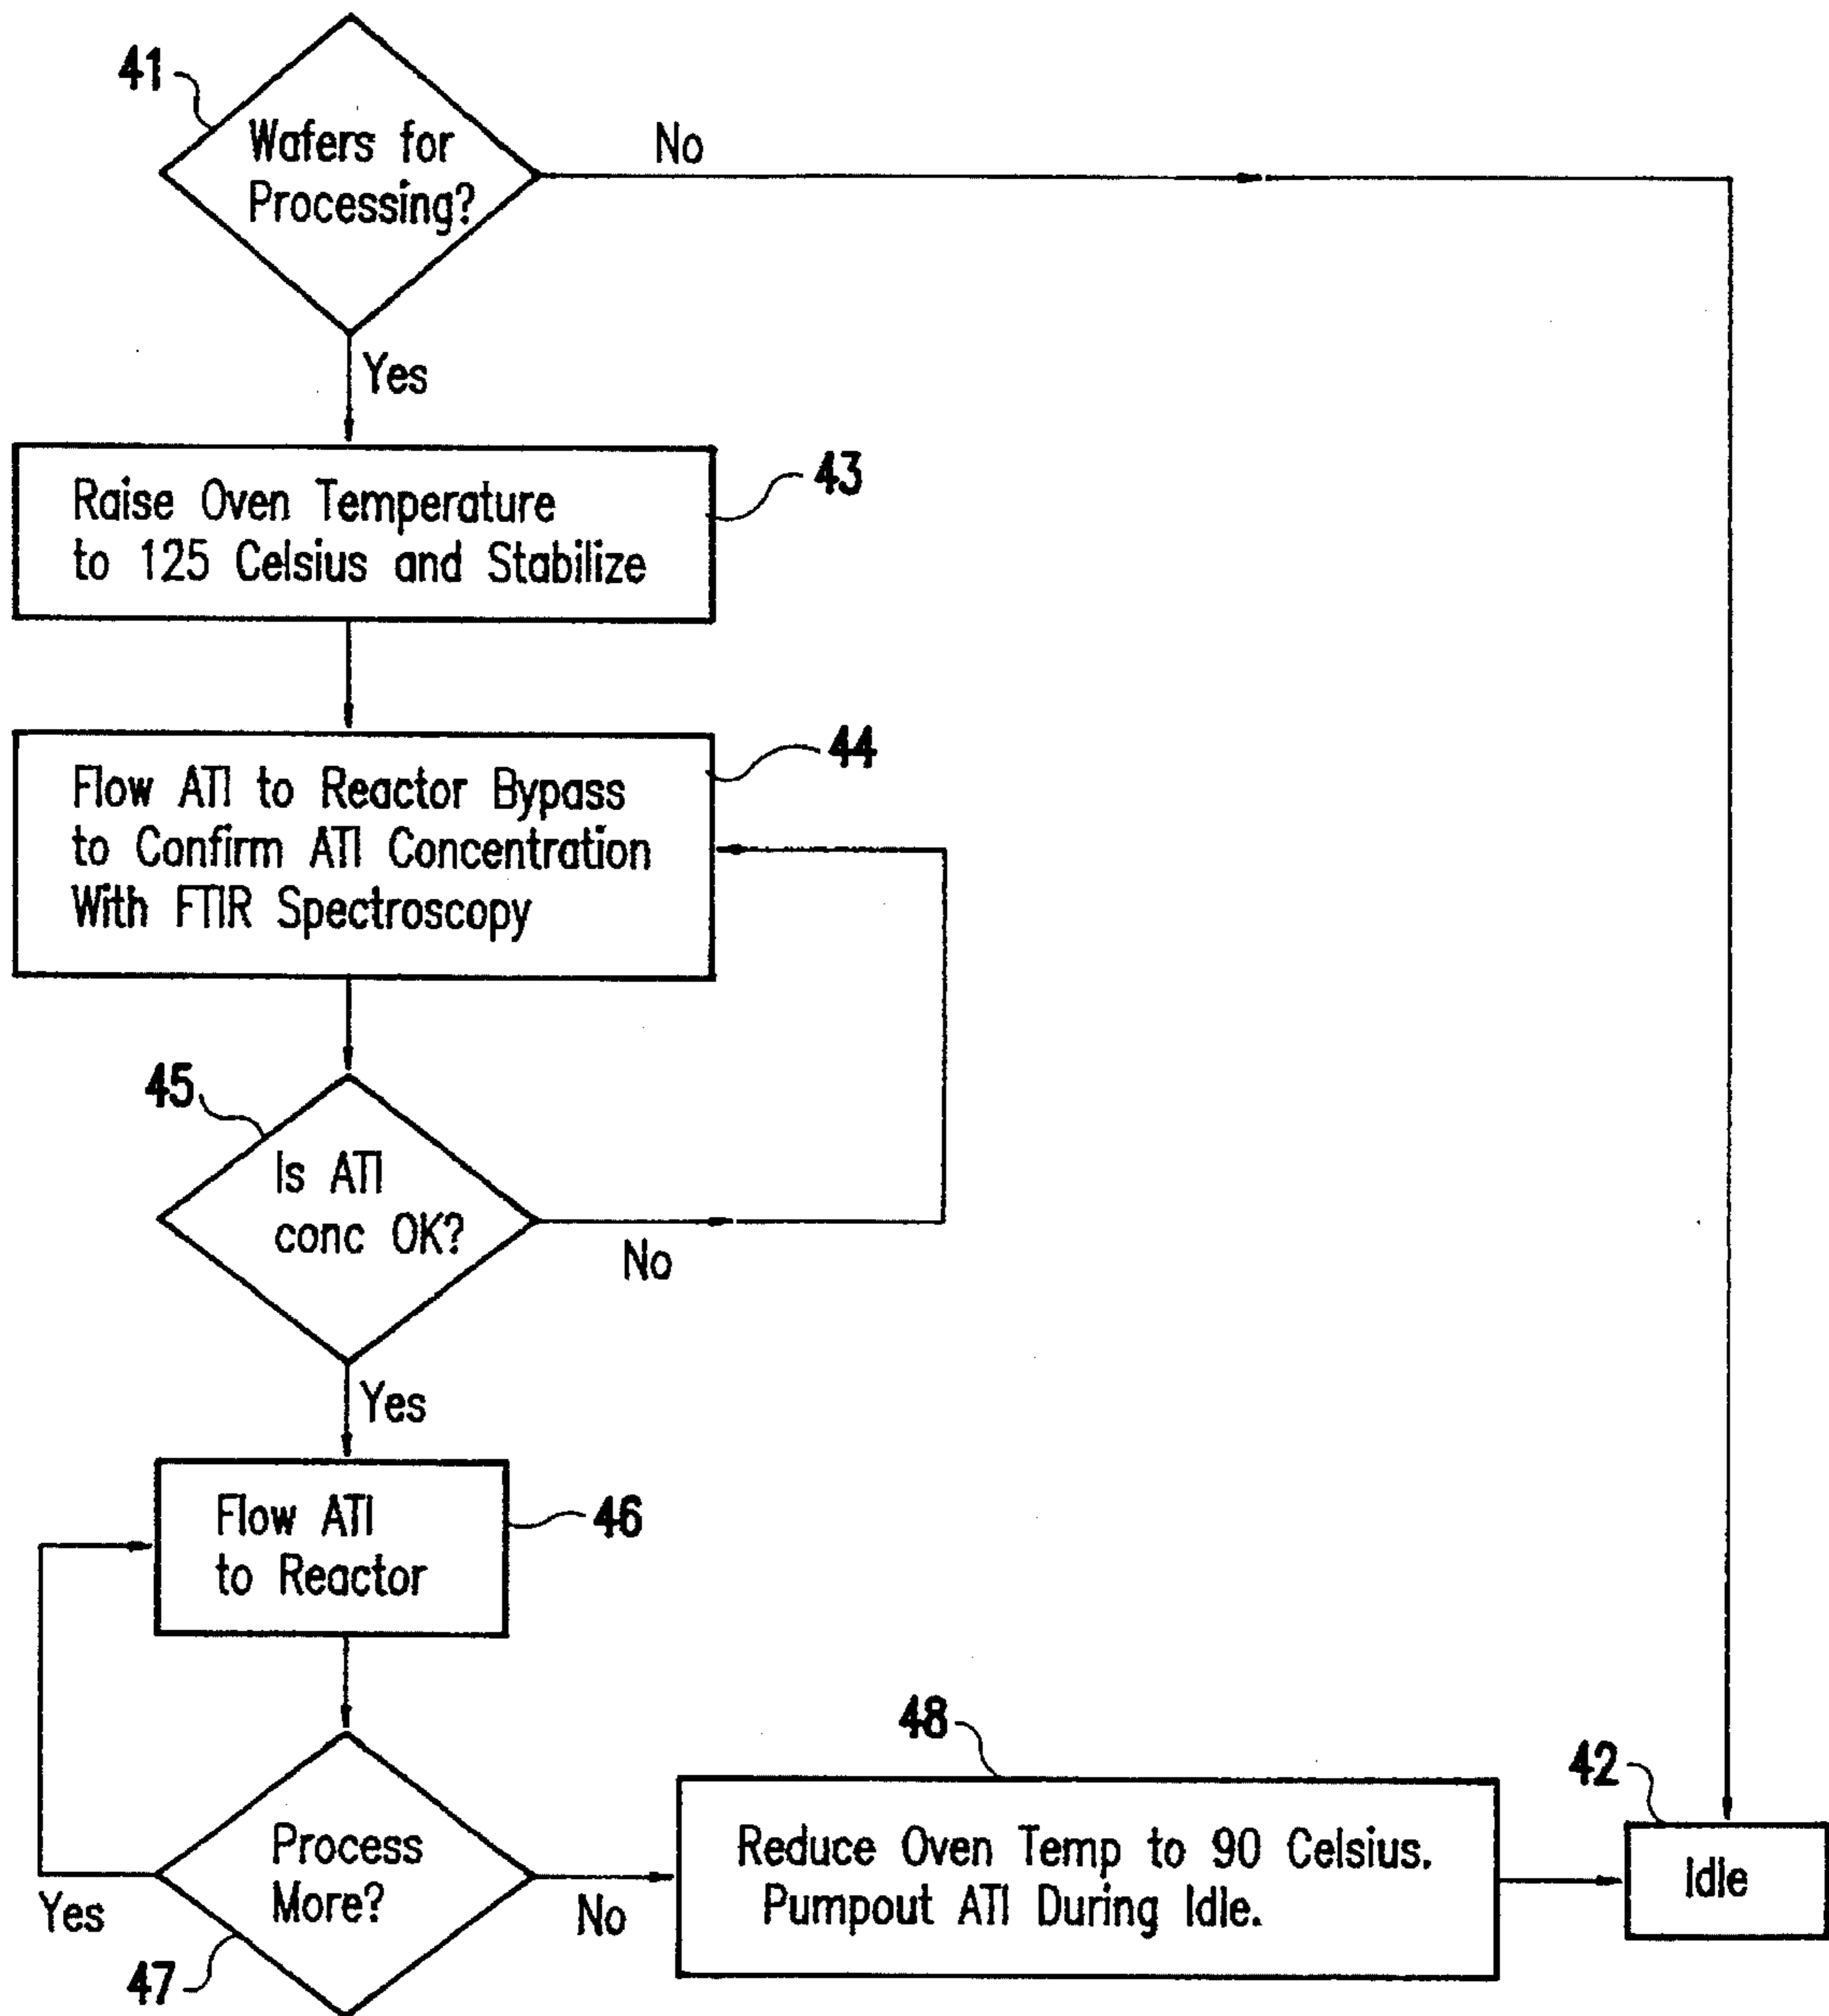 41
Wafers for
Processing?
No
Yes
43
Raise Oven Temperature
to 125 Celsius and Stabilize
44
Flow ATI to Reactor Bypass
to Confirm ATI Concentration
With FTIR Spectroscopy
45
Is ATI
conc OK?
No
Yes
46
Flow ATI
to Reactor
47
Process
More?
Yes
No
48
Reduce Oven Temp to 90 Celsius.
Pumpout ATI During Idle.
42
Idle